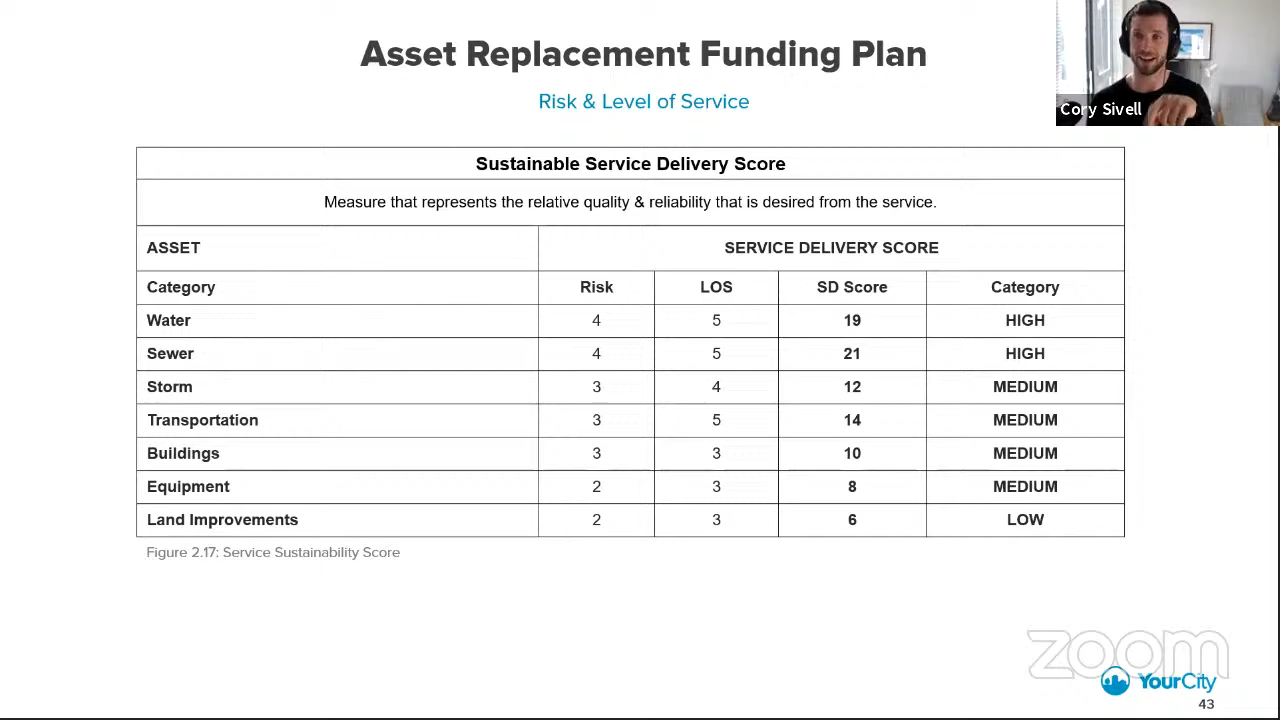 Asset Replacement Funding Plan
Risk & Level of Service
Cory Sivell
Sustainable Service Delivery Score
Measure that represents the relative quality & reliability that is desired from the service.
ASSET SERVICE DELIVERY SCORE
Category Risk LOS SD Score Category
Water 4 5 19 HIGH
Sewer 4 5 21 HIGH
Storm 3 4 12 MEDIUM
Transportation 3 5 14 MEDIUM
Buildings 3 3 10 MEDIUM
Equipment 2 3 8 MEDIUM
Land Improvements 2 3 6 LOW
Figure 2.17: Service Sustainability Score
zoom
YourCity
43